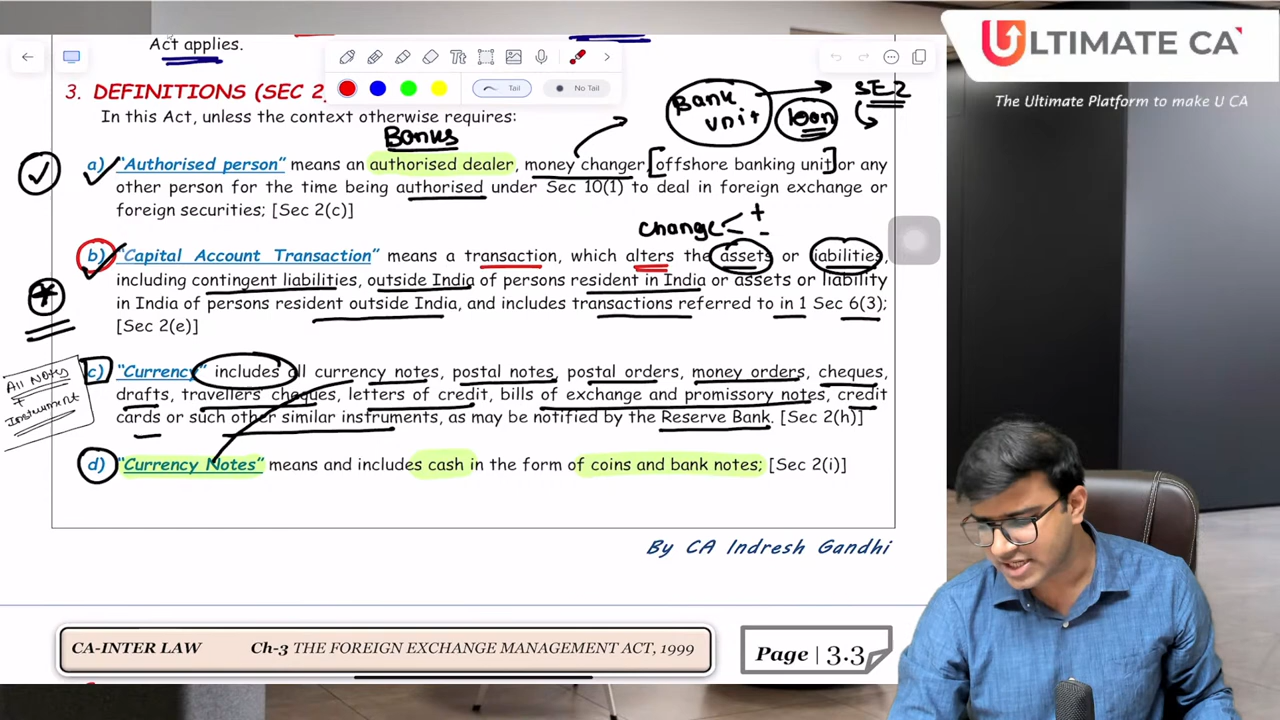 Act applies.
ULTIMATE CA
The Ultimate Platform to make U CA
Tt
Tail
No Tail
3. DEFINITIONS (SEC 2)
In this Act, unless the context otherwise requires:
Bank unit
loan
SEZ
Banks
a) "Authorised person" means an authorised dealer, money changer, [offshore banking unit] or any
other person for the time being authorised under Sec 10(1) to deal in foreign exchange or
foreign securities; [Sec 2(c)]
change + -
b) "Capital Account Transaction" means a transaction, which alters the assets or liabilities,
including contingent liabilities, outside India of persons resident in India or assets or liability
in India of persons resident outside India, and includes transactions referred to in 1 Sec 6(3);
[Sec 2(e)]
All Notes
+
Instrument
c) "Currency" includes all currency notes, postal notes, postal orders, money orders, cheques,
drafts, travellers cheques, letters of credit, bills of exchange and promissory notes, credit
cards or such other similar instruments, as may be notified by the Reserve Bank. [Sec 2(h)]
d) "Currency Notes" means and includes cash in the form of coins and bank notes; [Sec 2(i)]
By CA Indresh Gandhi
CA-INTER LAW Ch-3 THE FOREIGN EXCHANGE MANAGEMENT ACT, 1999
Page | 3.3